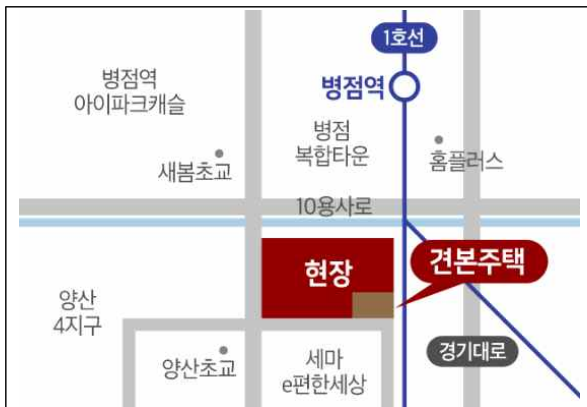 1호선
병점역
아이파크캐슬
병점역
병점
복합타운
새봄초교
홈플러스
10용사로
현장
견본주택
양산
4지구
양산초교
세마
e편한세상
경기대로